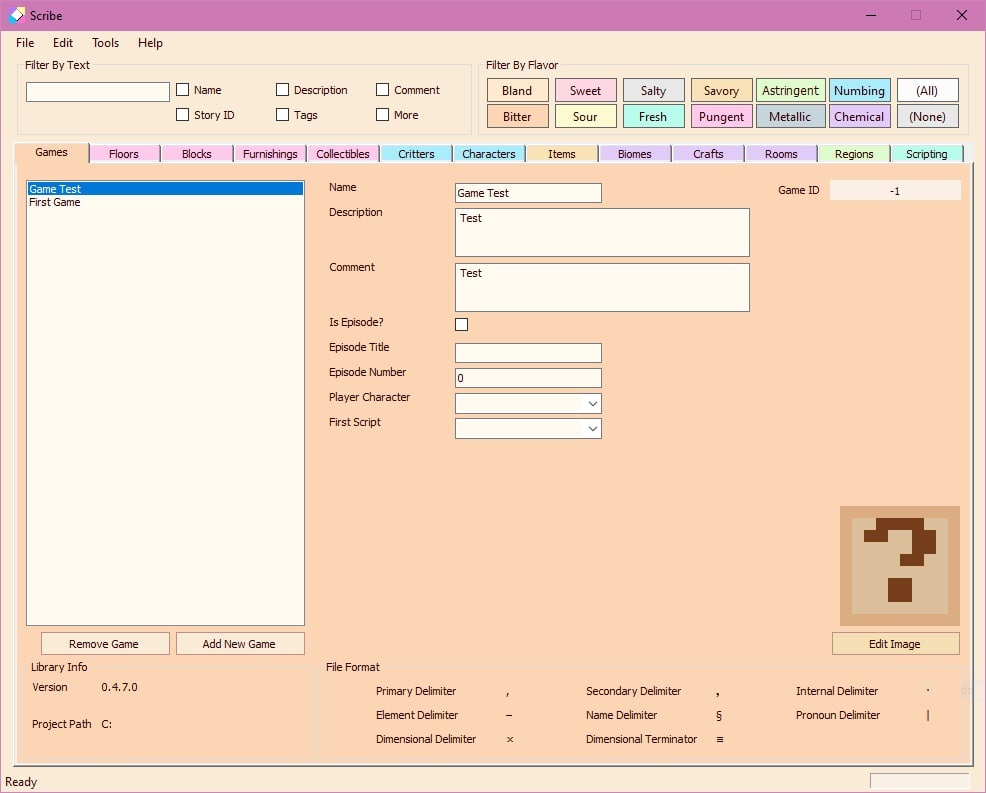 Scribe
File Edit Tools Help
Filter By Text
Name Description Comment
Story ID Tags More
Filter By Flavor
Bland Sweet Salty Savory Astringent Numbing (All)
Bitter Sour Fresh Pungent Metallic Chemical (None)
Games Floors Blocks Furnishings Collectibles Critters Characters Items Biomes Crafts Rooms Regions Scripting
Game Test
First Game
Remove Game Add New Game
Name Game Test
Game ID -1
Description Test
Comment Test
Is Episode?
Episode Title
Episode Number 0
Player Character
First Script
?
Edit Image
Library Info
Version 0.4.7.0
Project Path C:
File Format
Primary Delimiter , Secondary Delimiter , Internal Delimiter ·
Element Delimiter – Name Delimiter § Pronoun Delimiter |
Dimensional Delimiter × Dimensional Terminator ≡
Ready